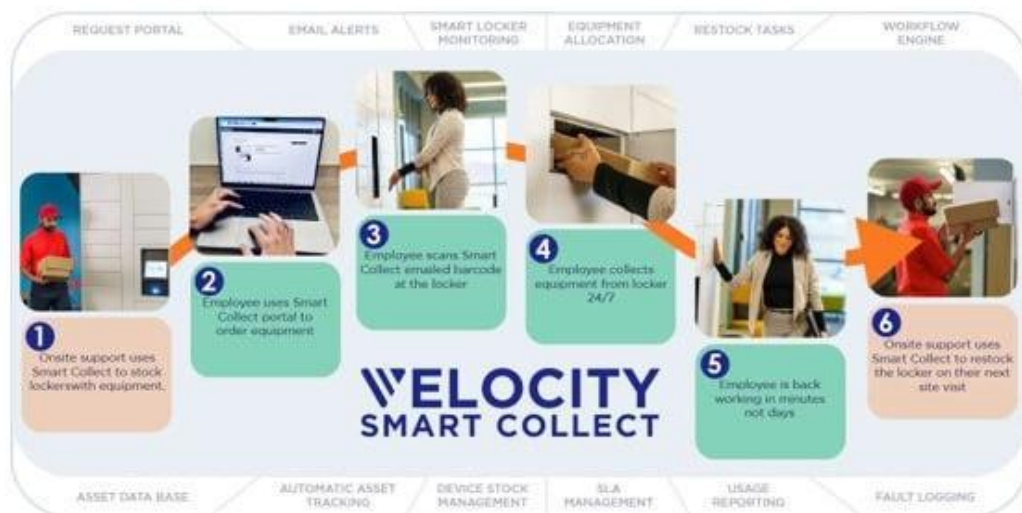 REQUEST PORTAL
EMAIL ALERTS
SMART LOCKER
MONITORING
EQUIPMENT
ALLOCATION
RESTOCK TASKS
WORKFLOW
ENGINE
1
Onsite support uses
Smart Collect to stock
lockerswith equipment.
2
Employee uses Smart
Collect portal to
order equipment
3
Employee scans Smart
Collect emailed barcode
at the locker
4
Employee collects
equipment from locker
24/7
5
Employee is back
working in minutes
not days
6
Onsite support uses
Smart Collect to restock
the locker on their next
site visit
VELOCITY
SMART COLLECT
ASSET DATA BASE
AUTOMATIC ASSET
TRACKING
DEVICE STOCK
MANAGEMENT
SLA
MANAGEMENT
USAGE
REPORTING
FAULT LOGGING